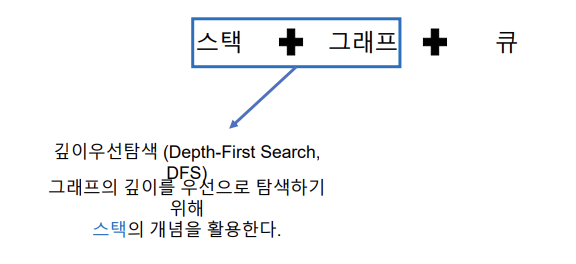 스택 ➕ 그래프 ➕ 큐
깊이우선탐색 (Depth-First Search,
DFS)
그래프의 깊이를 우선으로 탐색하기
위해
스택의 개념을 활용한다.